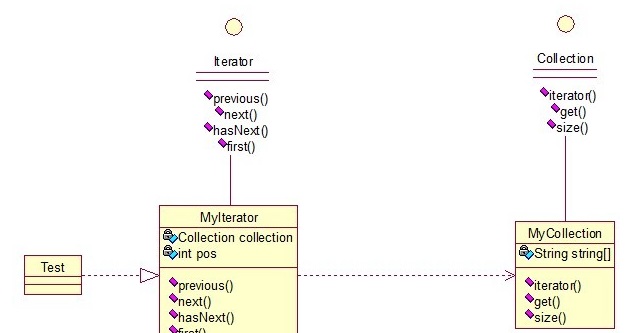 Iterator
previous()
next()
hasNext()
first()
Collection
iterator()
get()
size()
MyIterator
Collection collection
int pos
previous()
next()
hasNext()
first()
MyCollection
String string[]
iterator()
get()
size()
Test